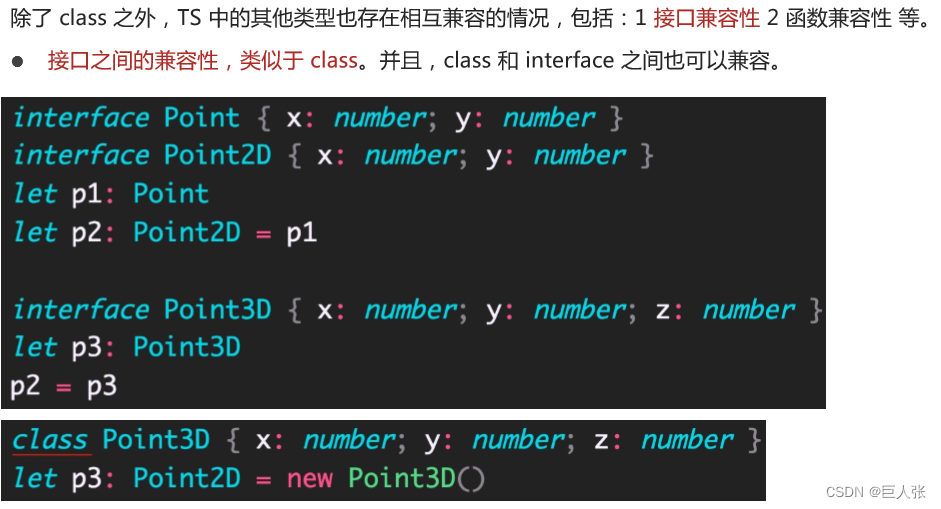 除了 class 之外，TS 中的其他类型也存在相互兼容的情况，包括：1 接口兼容性 2 函数兼容性 等。
● 接口之间的兼容性，类似于 class。并且，class 和 interface 之间也可以兼容。
interface Point { x: number; y: number }
interface Point2D { x: number; y: number }
let p1: Point
let p2: Point2D = p1
interface Point3D { x: number; y: number; z: number }
let p3: Point3D
p2 = p3
class Point3D { x: number; y: number; z: number }
let p3: Point2D = new Point3D()
CSDN @巨人张